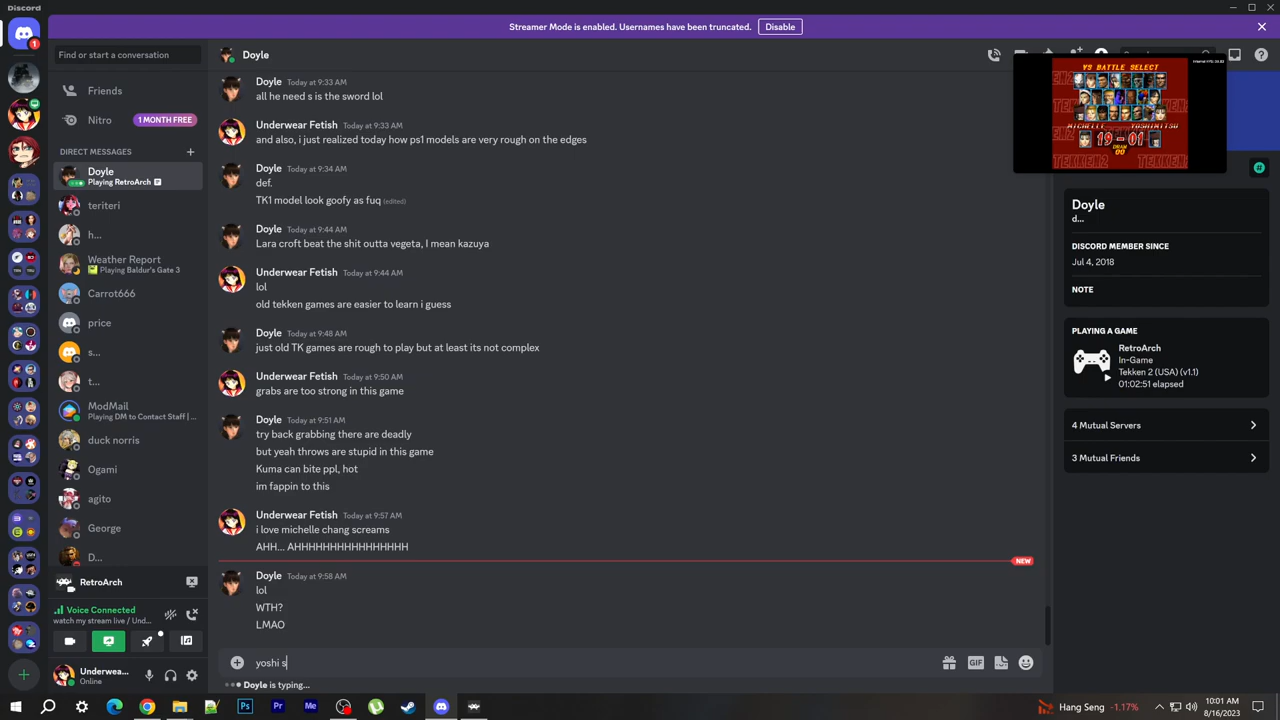 Discord
Streamer Mode is enabled. Usernames have been truncated.
Disable
1
Find or start a conversation
Doyle
Friends
Nitro
1 MONTH FREE
DIRECT MESSAGES
Doyle
Playing RetroArch
teriteri
h...
Weather Report
Playing Baldur's Gate 3
Carrot666
price
s...
t...
ModMail
Playing DM to Contact Staff | ...
duck norris
Ogami
agito
George
D...
RetroArch
Voice Connected
watch my stream live / Und...
Underwea...
Online
Doyle Today at 9:33 AM
all he need s is the sword lol
Underwear Fetish Today at 9:33 AM
and also, i just realized today how ps1 models are very rough on the edges
Doyle Today at 9:34 AM
def.
TK1 model look goofy as fuq (edited)
Doyle Today at 9:44 AM
Lara croft beat the shit outta vegeta, I mean kazuya
Underwear Fetish Today at 9:44 AM
lol
old tekken games are easier to learn i guess
Doyle Today at 9:48 AM
just old TK games are rough to play but at least its not complex
Underwear Fetish Today at 9:50 AM
grabs are too strong in this game
Doyle Today at 9:51 AM
try back grabbing there are deadly
but yeah throws are stupid in this game
Kuma can bite ppl, hot
im fappin to this
Underwear Fetish Today at 9:57 AM
i love michelle chang screams
AHH... AHHHHHHHHHHHHHHHH
NEW
Doyle Today at 9:58 AM
lol
WTH?
LMAO
yoshi s
GIF
Doyle is typing...
VS BATTLE SELECT
MICHELLE YOSHIMITSU
19 - 01
DRAW
00
TEKKEN2
Doyle
d...
DISCORD MEMBER SINCE
Jul 4, 2018
NOTE
PLAYING A GAME
RetroArch
In-Game
Tekken 2 (USA) (v1.1)
01:02:51 elapsed
4 Mutual Servers
3 Mutual Friends
Ps
Pr
Me
Hang Seng -1.17%
10:01 AM
8/16/2023